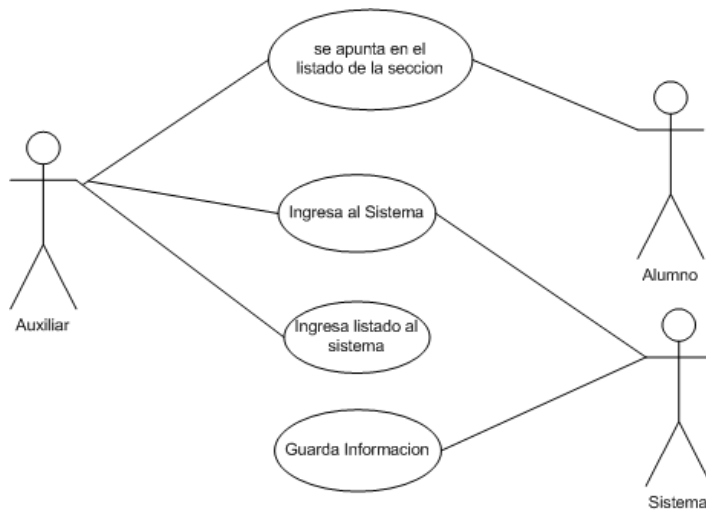 se apunta en el
listado de la seccion
Ingresa al Sistema
Alumno
Auxiliar
Ingresa listado al
sistema
Guarda Informacion
Sistema